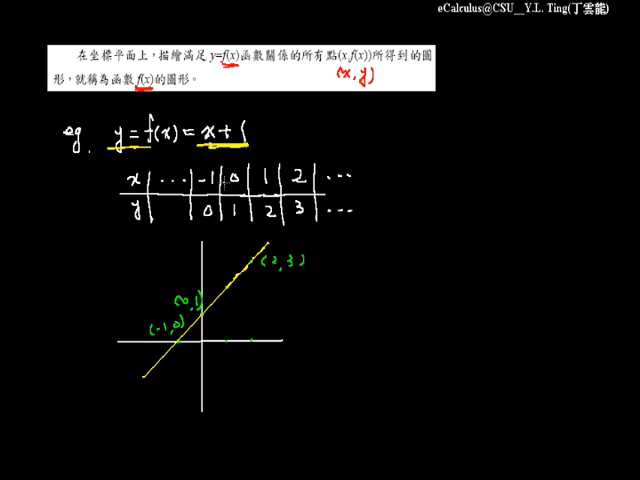 eCalculus@CSU__Y.L. Ting(丁雲龍)
在坐標平面上，描繪滿足 y=f(x)函數關係的所有點(x,f(x))所得到的圖
形，就稱為函數 f(x)的圖形。
(x,y)
eg. y=f(x)=x+1
x ... -1 0 1 2 ...
y 0 1 2 3 ...
(2,3)
(0,1)
(-1,0)